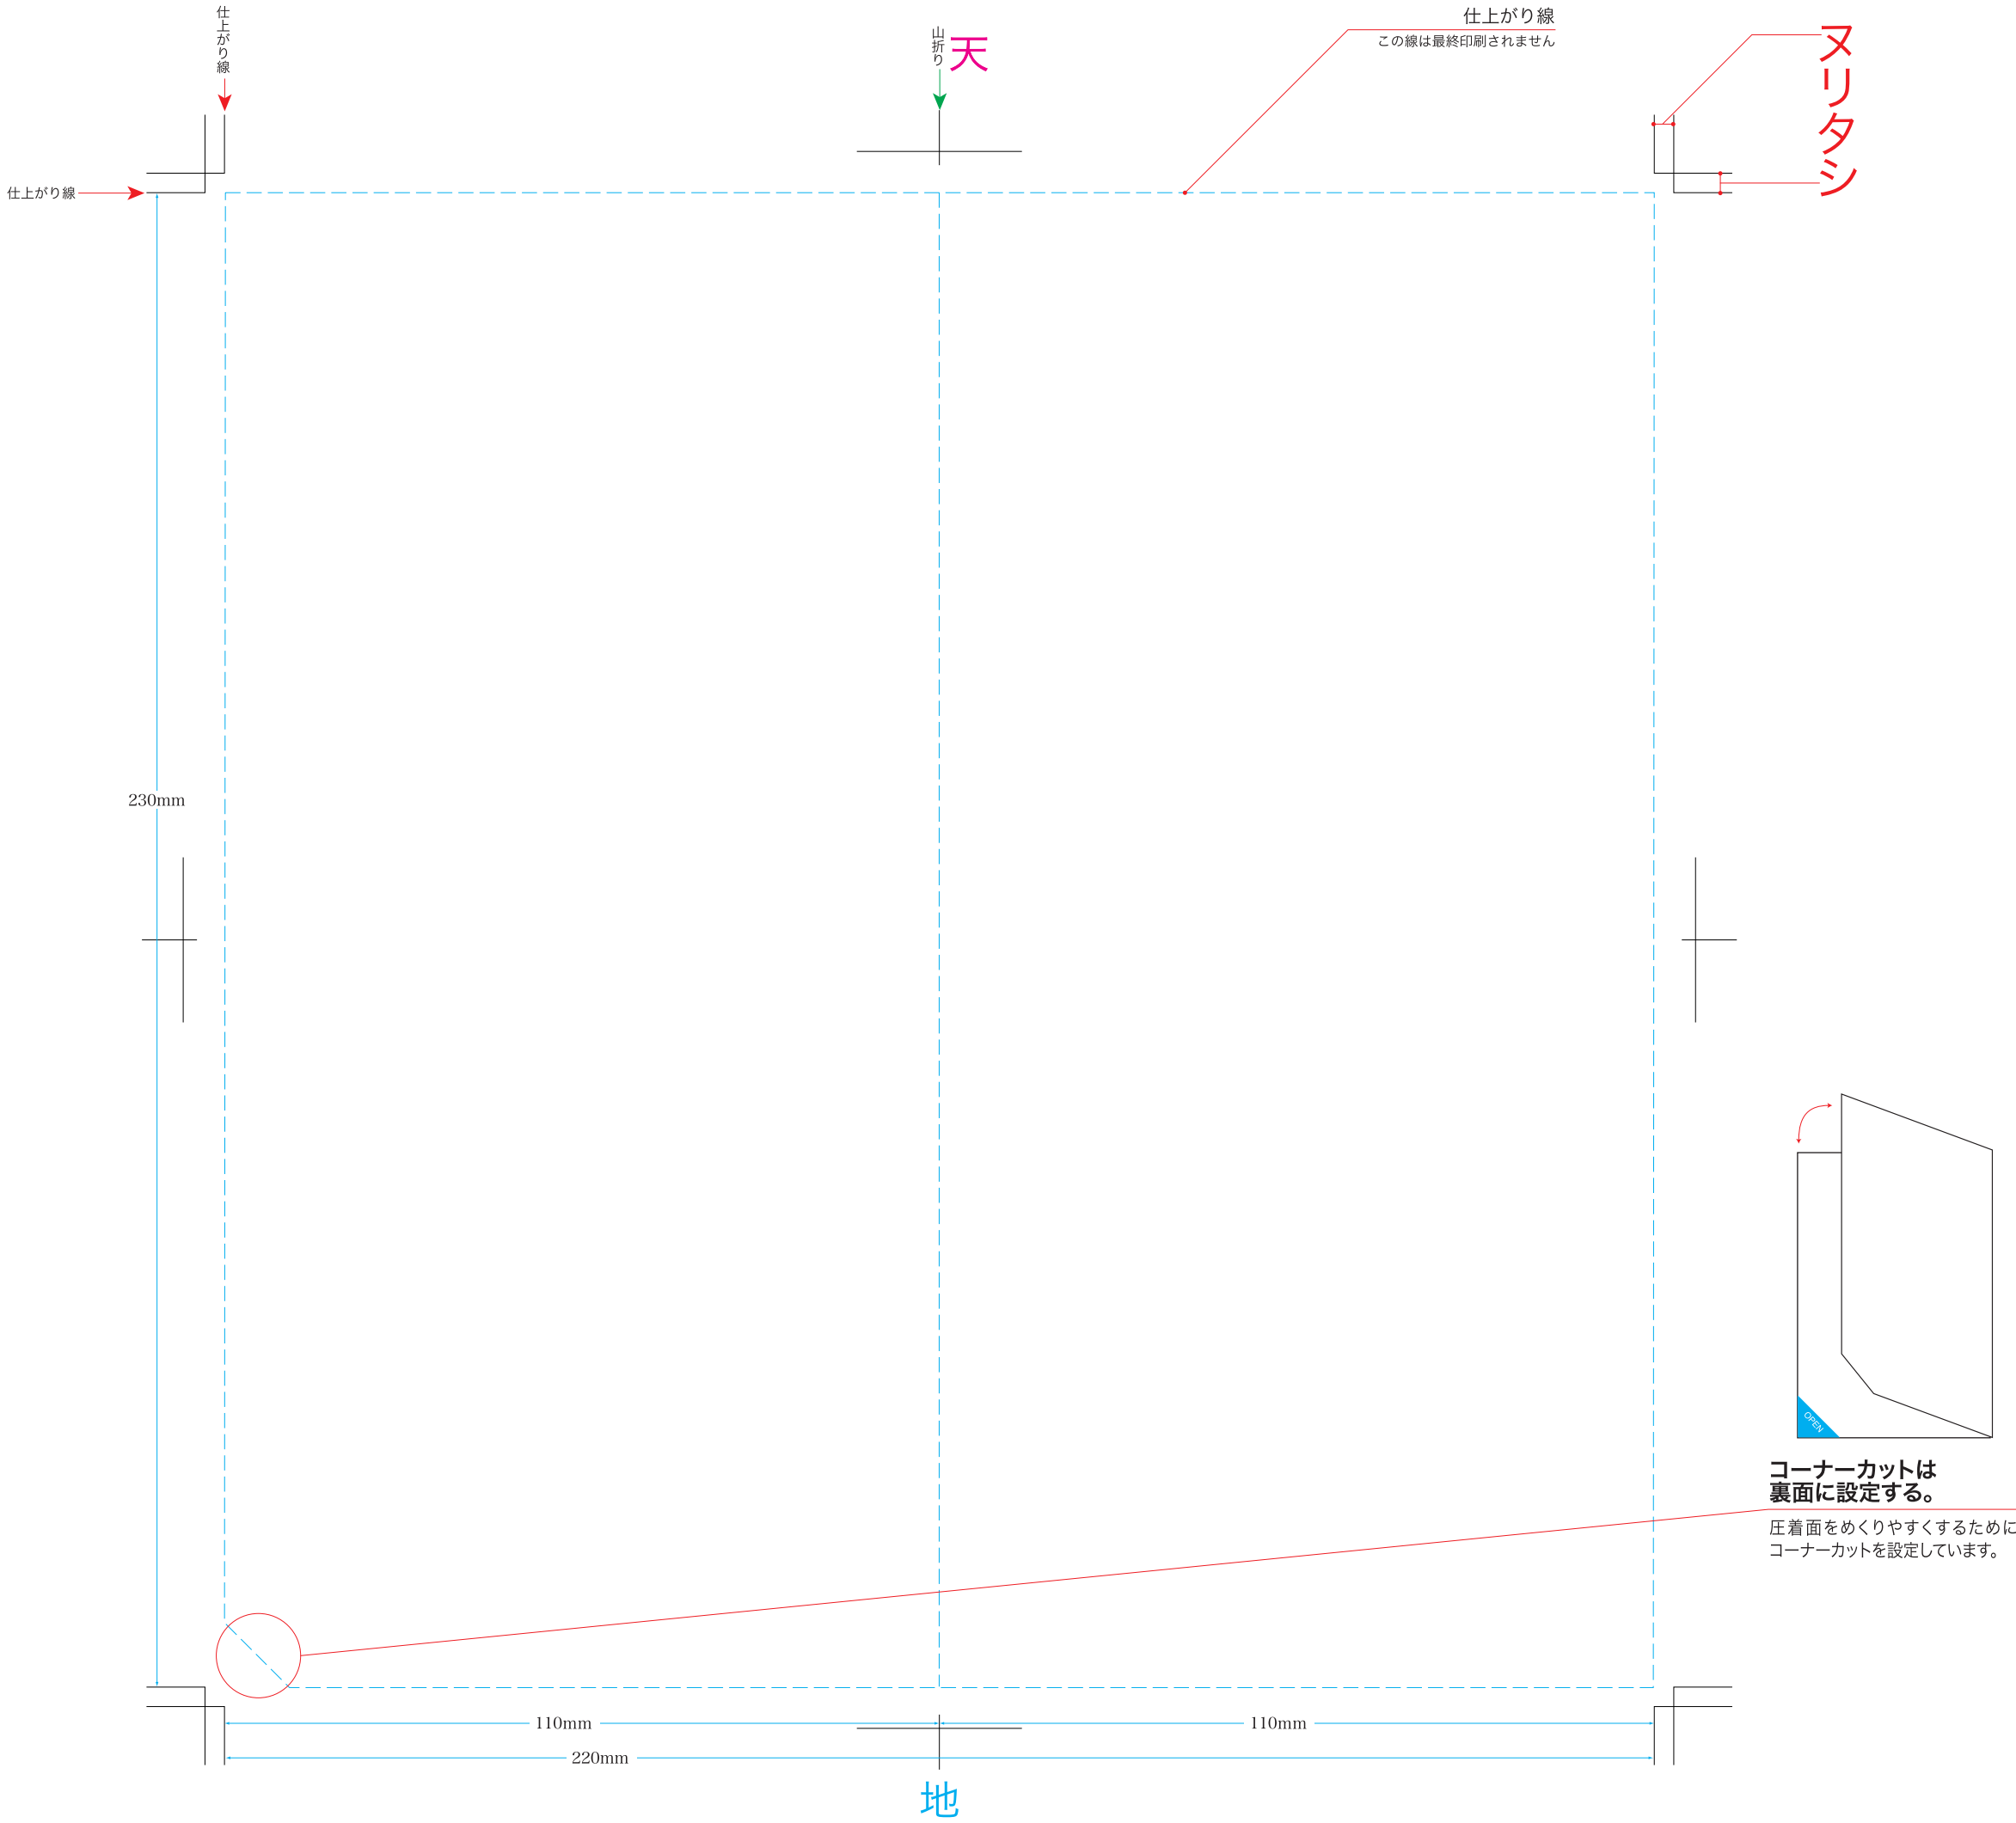 仕上がり線
山折り
天
仕上がり線
この線は最終印刷されません
ヌリタシ
仕上がり線
230mm
OPEN
コーナーカットは
裏面に設定する。
圧着面をめくりやすくするために
コーナーカットを設定しています。
110mm
110mm
220mm
地